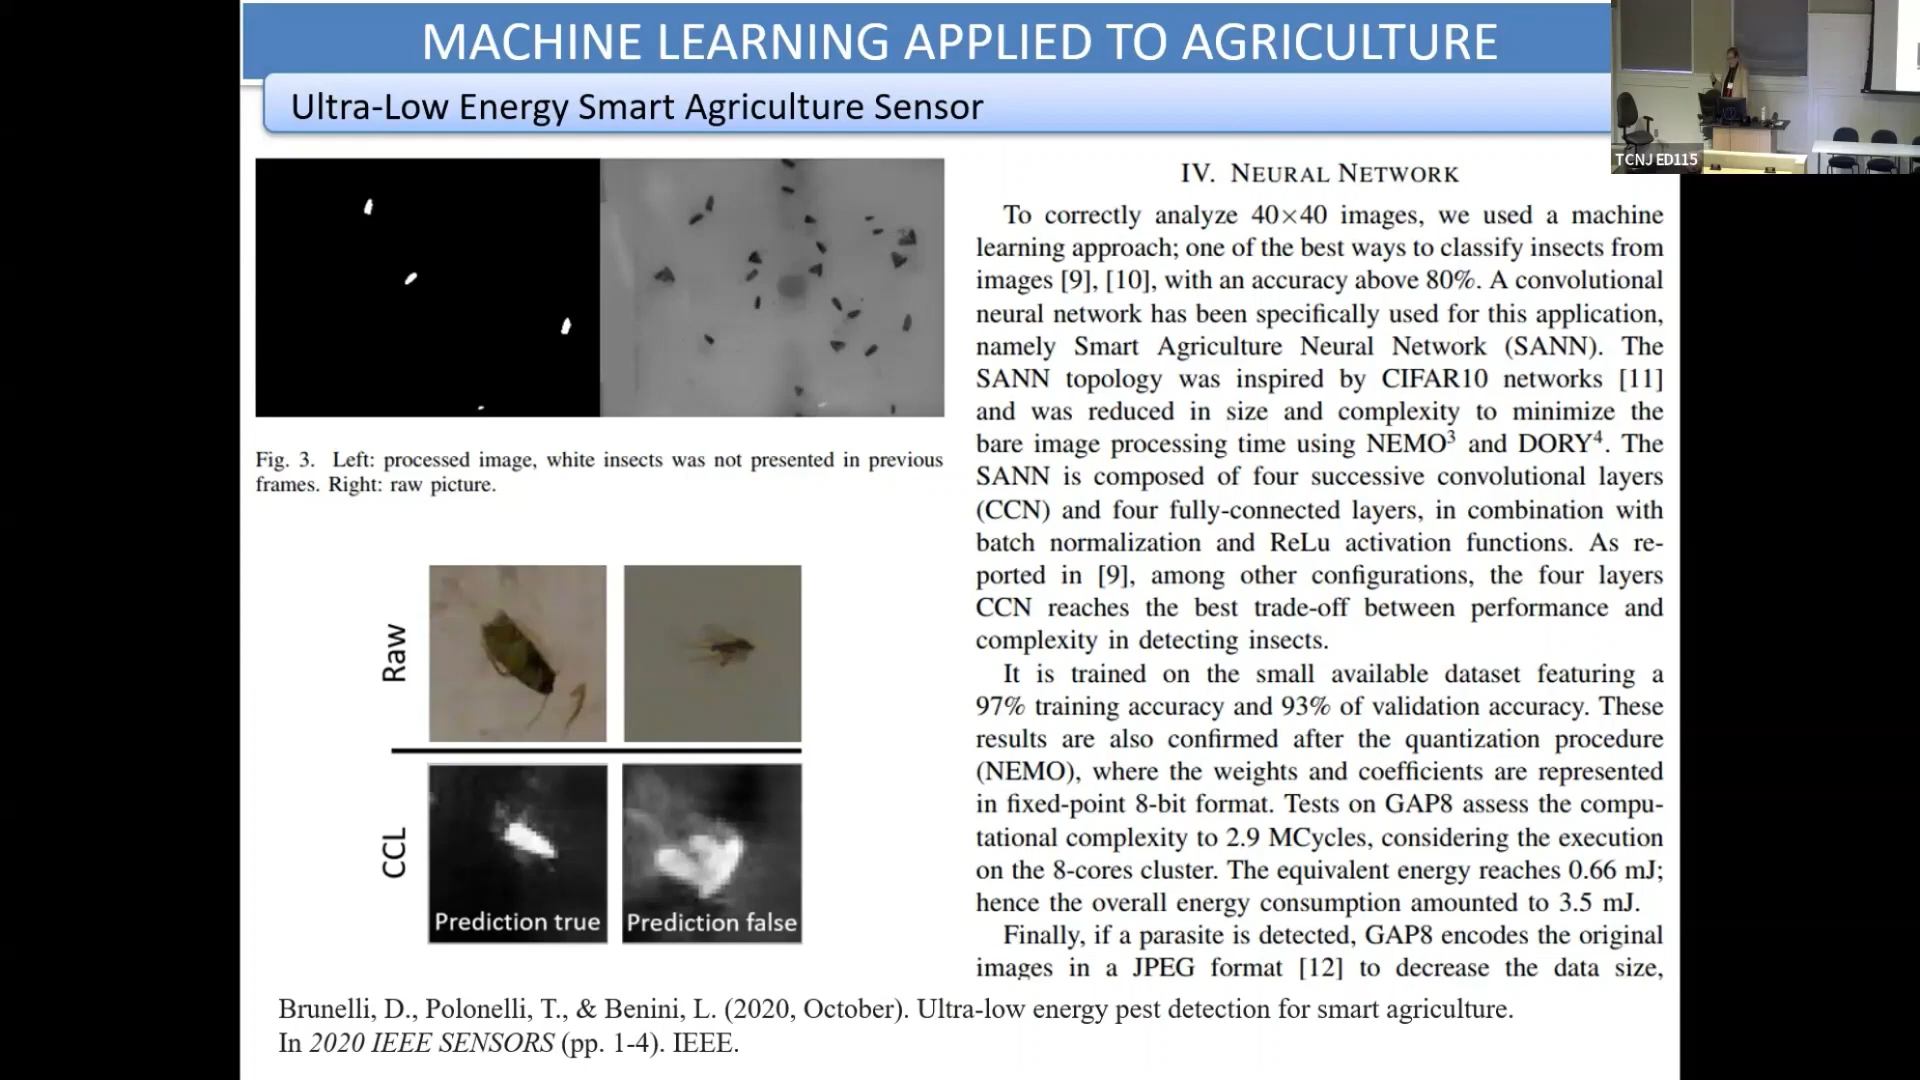 MACHINE LEARNING APPLIED TO AGRICULTURE
Ultra-Low Energy Smart Agriculture Sensor
TCNJ ED115
Fig. 3. Left: processed image, white insects was not presented in previous
frames. Right: raw picture.
Raw
CCL
Prediction true
Prediction false
IV. NEURAL NETWORK
To correctly analyze 40×40 images, we used a machine
learning approach; one of the best ways to classify insects from
images [9], [10], with an accuracy above 80%. A convolutional
neural network has been specifically used for this application,
namely Smart Agriculture Neural Network (SANN). The
SANN topology was inspired by CIFAR10 networks [11]
and was reduced in size and complexity to minimize the
bare image processing time using NEMO³ and DORY⁴. The
SANN is composed of four successive convolutional layers
(CCN) and four fully-connected layers, in combination with
batch normalization and ReLu activation functions. As re-
ported in [9], among other configurations, the four layers
CCN reaches the best trade-off between performance and
complexity in detecting insects.
It is trained on the small available dataset featuring a
97% training accuracy and 93% of validation accuracy. These
results are also confirmed after the quantization procedure
(NEMO), where the weights and coefficients are represented
in fixed-point 8-bit format. Tests on GAP8 assess the compu-
tational complexity to 2.9 MCycles, considering the execution
on the 8-cores cluster. The equivalent energy reaches 0.66 mJ;
hence the overall energy consumption amounted to 3.5 mJ.
Finally, if a parasite is detected, GAP8 encodes the original
images in a JPEG format [12] to decrease the data size,
Brunelli, D., Polonelli, T., & Benini, L. (2020, October). Ultra-low energy pest detection for smart agriculture.
In 2020 IEEE SENSORS (pp. 1-4). IEEE.